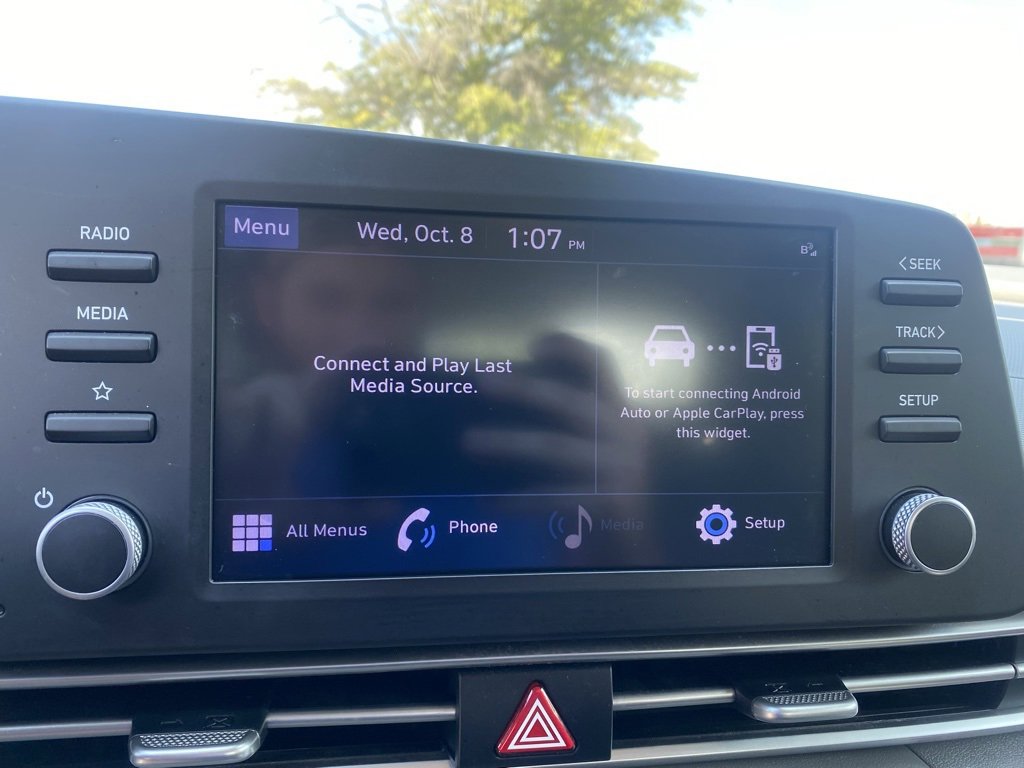 RADIO
MEDIA
Menu
Wed, Oct. 8
1:07 PM
B
Connect and Play Last
Media Source.
To start connecting Android
Auto or Apple CarPlay, press
this widget.
All Menus
Phone
Media
Setup
<SEEK
TRACK>
SETUP